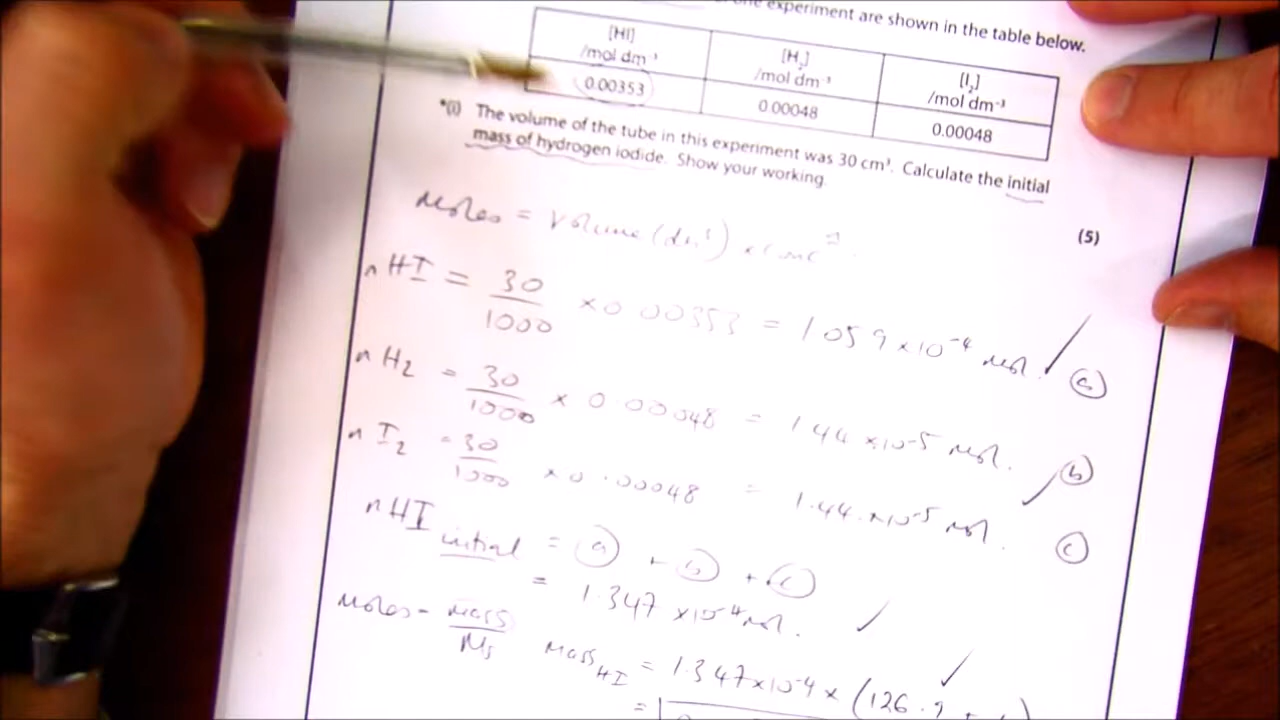 experiment are shown in the table below.
[HI] /mol dm⁻³ [H₂] /mol dm⁻³ [I₂] /mol dm⁻³
0.00353 0.00048 0.00048
*(i) The volume of the tube in this experiment was 30 cm³. Calculate the initial
mass of hydrogen iodide. Show your working.
(5)
moles = Volume (dm³) × conc
n HI = 30/1000 × 0.00353 = 1.059 × 10⁻⁴ mol. ✓ (a)
n H₂ = 30/1000 × 0.00048 = 1.44 × 10⁻⁵ mol. (b)
n I₂ = 30/1000 × 0.00048 = 1.44 × 10⁻⁵ mol. ✓ (c)
n HI initial = (a) + (b) + (c)
= 1.347 × 10⁻⁴ mol. ✓
moles = mass/Mr mass HI = 1.347 × 10⁻⁴ × (126.9 + ✓
=